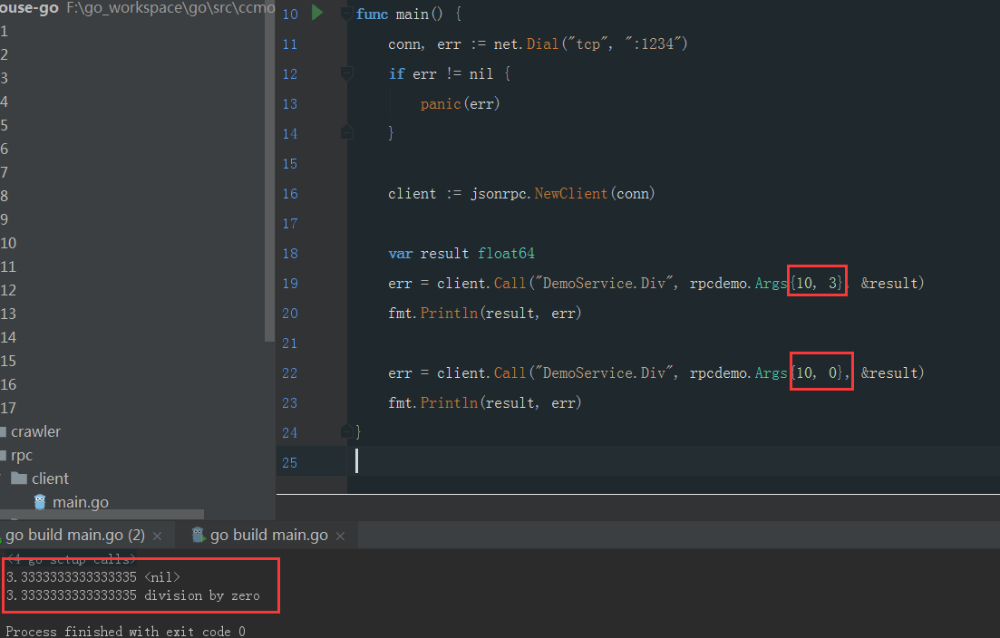 ouse-go F:\go_workspace\go\src\ccmo
1
2
3
4
5
6
7
8
9
10
11
12
13
14
15
16
17
crawler
rpc
client
main.go
10 func main() {
11 conn, err := net.Dial("tcp", ":1234")
12 if err != nil {
13 panic(err)
14 }
15
16 client := jsonrpc.NewClient(conn)
17
18 var result float64
19 err = client.Call("DemoService.Div", rpcdemo.Args{10, 3}, &result)
20 fmt.Println(result, err)
21
22 err = client.Call("DemoService.Div", rpcdemo.Args{10, 0}, &result)
23 fmt.Println(result, err)
24 }
25
go build main.go (2) × go build main.go ×
<4 go setup calls>
3.3333333333333335 <nil>
3.3333333333333335 division by zero
Process finished with exit code 0